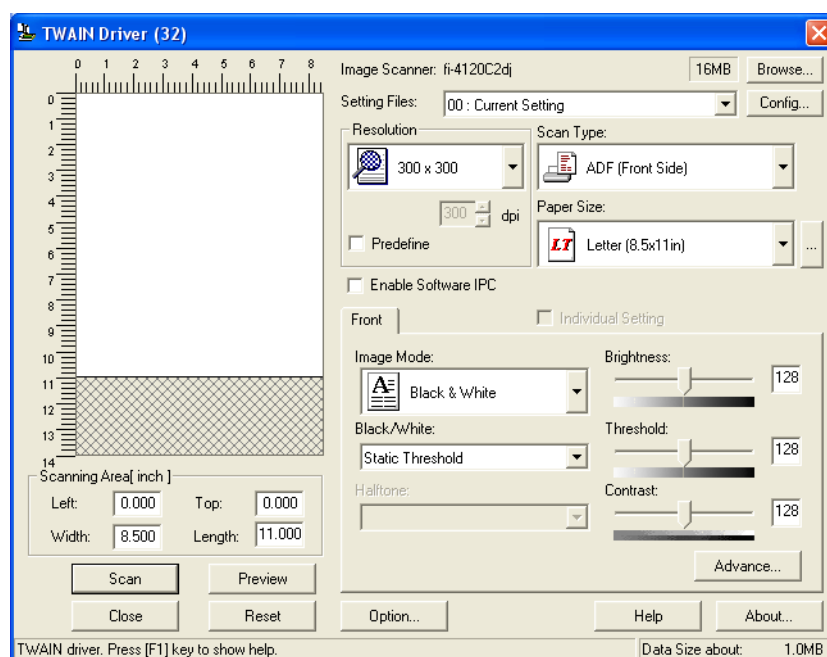 TWAIN Driver (32)
0 1 2 3 4 5 6 7 8
0
1
2
3
4
5
6
7
8
9
10
11
12
13
14
Image Scanner: fi-4120C2dj 16MB Browse...
Setting Files: 00 : Current Setting Config...
Resolution
300 x 300
300 dpi
Predefine
Scan Type:
ADF (Front Side)
Paper Size:
LT Letter (8.5x11in) ...
Enable Software IPC
Front Individual Setting
Image Mode:
A Black & White
Black/White:
Static Threshold
Halftone:
Brightness:
128
Threshold:
128
Contrast:
128
Advance...
Scanning Area[ inch ]
Left: 0.000 Top: 0.000
Width: 8.500 Length: 11.000
Scan Preview
Close Reset Option... Help About...
TWAIN driver. Press [F1] key to show help. Data Size about: 1.0MB